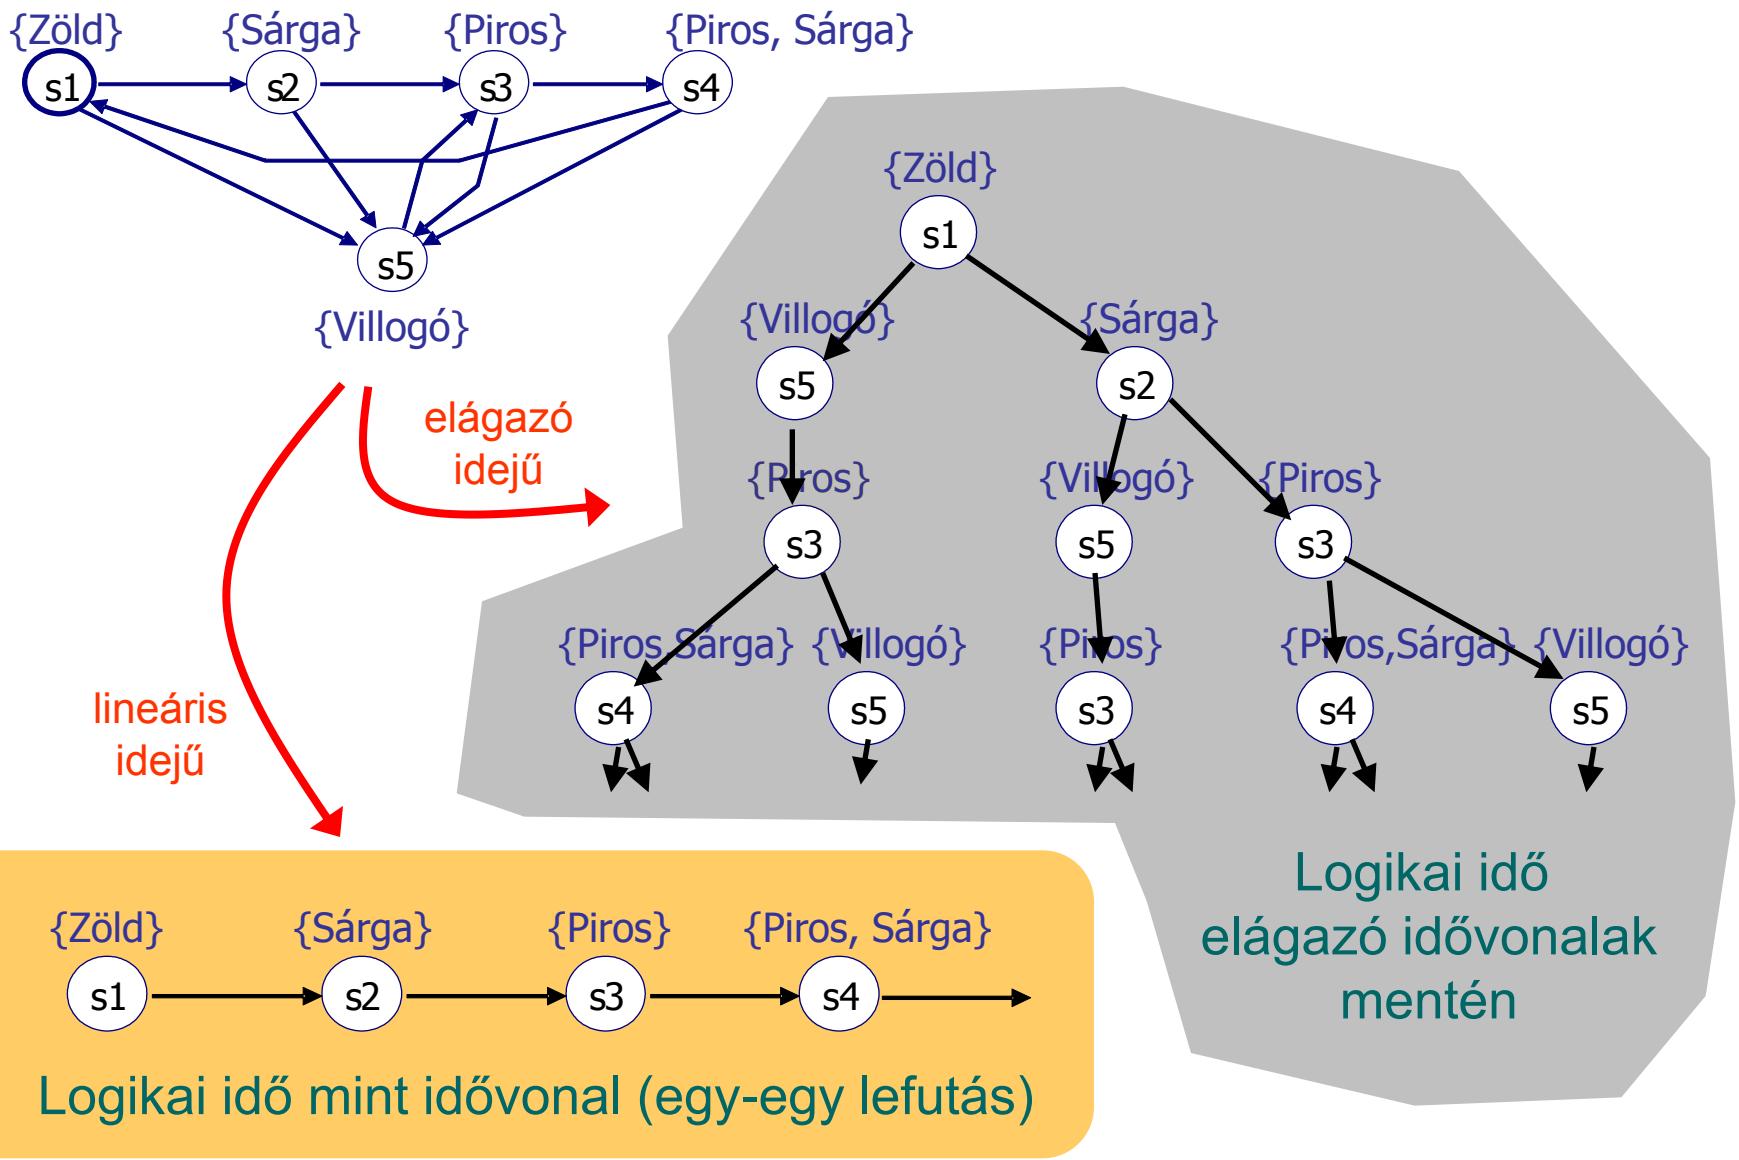 {Zöld} {Sárga} {Piros} {Piros, Sárga}
s1 s2 s3 s4
s5
{Villogó}
elágazó
idejű
lineáris
idejű
{Zöld}
s1
{Villogó} {Sárga}
s5 s2
{Piros} {Villogó} {Piros}
s3 s5 s3
{Piros,Sárga} {Villogó} {Piros} {Piros,Sárga} {Villogó}
s4 s5 s3 s4 s5
Logikai idő
elágazó idővonalak
mentén
{Zöld} {Sárga} {Piros} {Piros, Sárga}
s1 s2 s3 s4
Logikai idő mint idővonal (egy-egy lefutás)